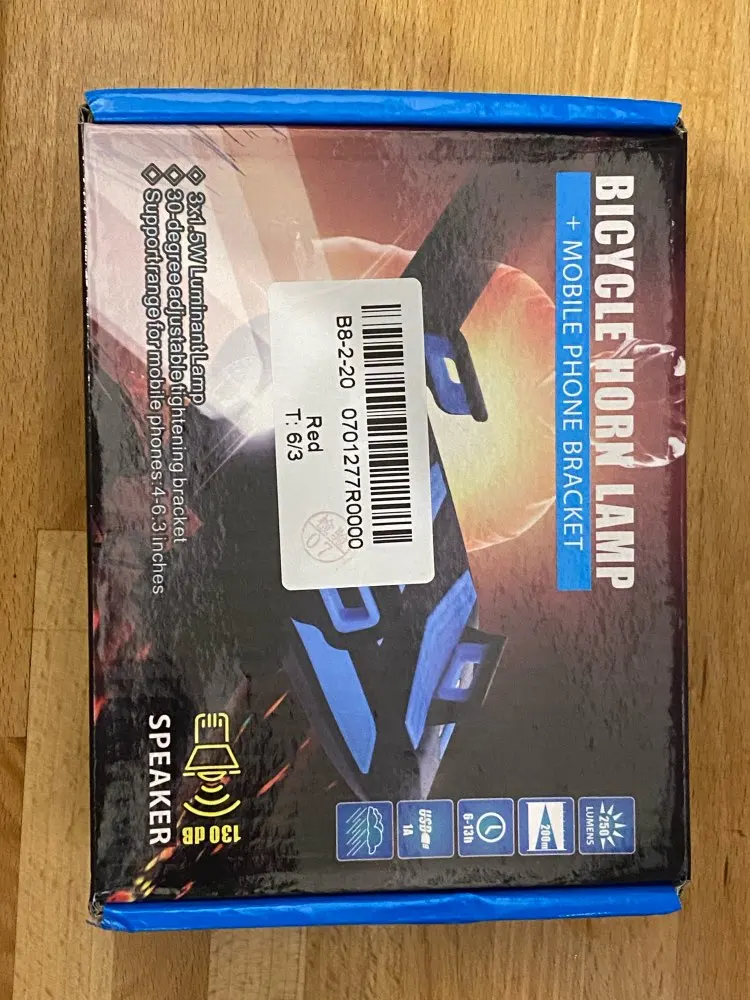 BICYCLE HORN LAMP
+ MOBILE PHONE BRACKET
250
LUMENS
200m
6-13h
USB
1A
B8-2-20 0701277R0000
Red
T: 6/3
07
3x1.5W Luminant Lamp
30-degree adjustable tightening bracket
Support range for mobile phones:4-6.3 inches
130 dB
SPEAKER